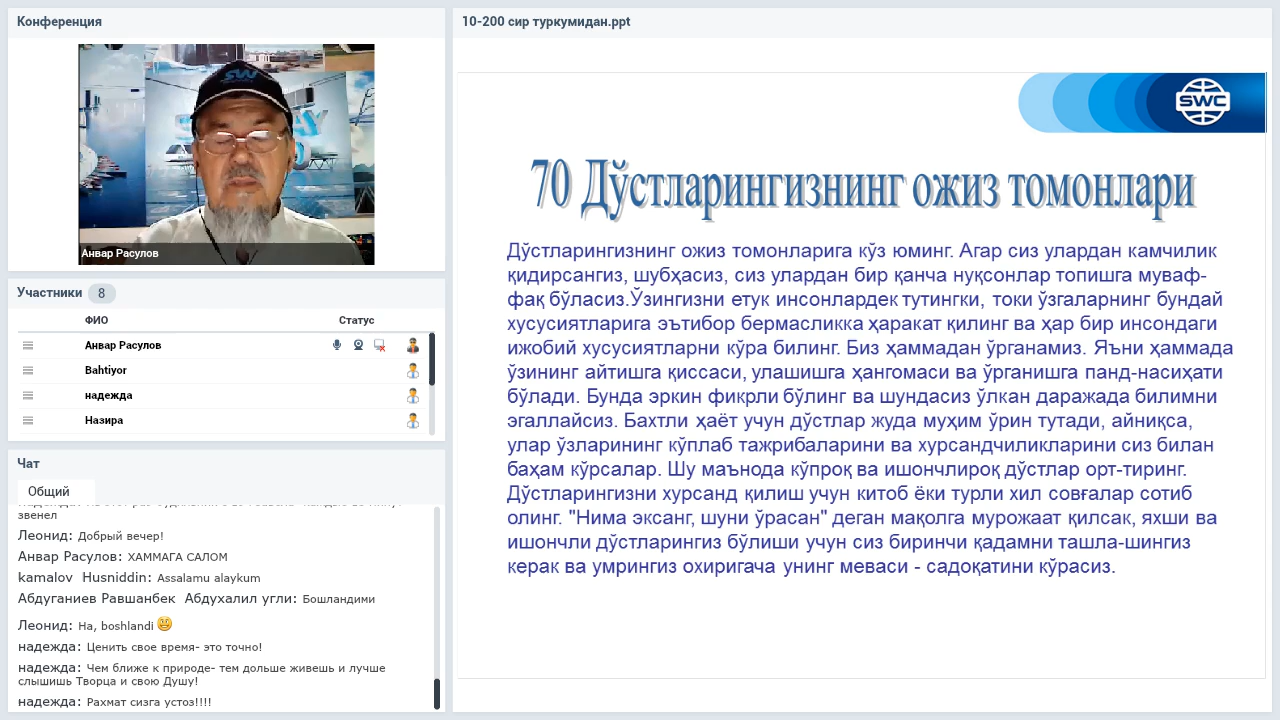 Конференция
SW
Анвар Расулов
Участники 8
ФИО Статус
Анвар Расулов
Bahtiyor
надежда
Назира
Чат
Общий
звенел
Леонид: Добрый вечер!
Анвар Расулов: ХАММАГА САЛОМ
kamalov Husniddin: Assalamu alaykum
Абдуганиев Равшанбек Абдухалил угли: Бошландими
Леонид: На, boshlandi
надежда: Ценить свое время- это точно!
надежда: Чем ближе к природе- тем дольше живешь и лучше
слышишь Творца и свою Душу!
надежда: Рахмат сизга устоз!!!!
10-200 сир туркумидан.ppt
SWC
70 Дўстларингизнинг ожиз томонлари
Дўстларингизнинг ожиз томонларига кўз юминг. Агар сиз улардан камчилик
қидирсангиз, шубҳасиз, сиз улардан бир қанча нуқсонлар топишга муваф-
фақ бўласиз.Ўзингизни етук инсонлардек тутингки, токи ўзгаларнинг бундай
хусусиятларига эътибор бермасликка ҳаракат қилинг ва ҳар бир инсондаги
ижобий хусусиятларни кўра билинг. Биз ҳаммадан ўрганамиз. Яъни ҳаммада
ўзининг айтишга қиссаси, улашишга ҳангомаси ва ўрганишга панд-насиҳати
бўлади. Бунда эркин фикрли бўлинг ва шундасиз ўлкан даражада билимни
эгаллайсиз. Бахтли ҳаёт учун дўстлар жуда муҳим ўрин тутади, айниқса,
улар ўзларининг кўплаб тажрибаларини ва хурсандчиликларини сиз билан
баҳам кўрсалар. Шу маънода кўпроқ ва ишончлироқ дўстлар орт-тиринг.
Дўстларингизни хурсанд қилиш учун китоб ёки турли хил совғалар сотиб
олинг. "Нима эксанг, шуни ўрасан" деган мақолга мурожаат қилсак, яхши ва
ишончли дўстларингиз бўлиши учун сиз биринчи қадамни ташла-шингиз
керак ва умрингиз охиригача унинг меваси - садоқатини кўрасиз.